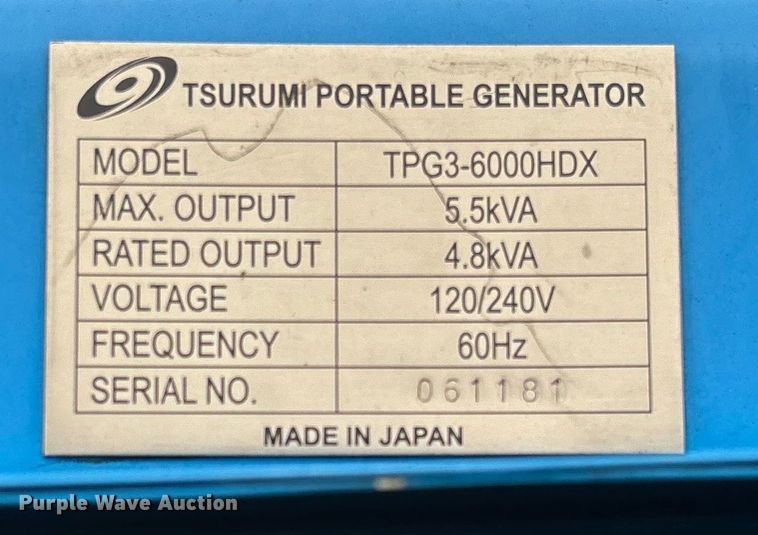 TSURUMI PORTABLE GENERATOR
MODEL TPG3-6000HDX
MAX. OUTPUT 5.5kVA
RATED OUTPUT 4.8kVA
VOLTAGE 120/240V
FREQUENCY 60Hz
SERIAL NO. 061181
MADE IN JAPAN
Purple Wave Auction